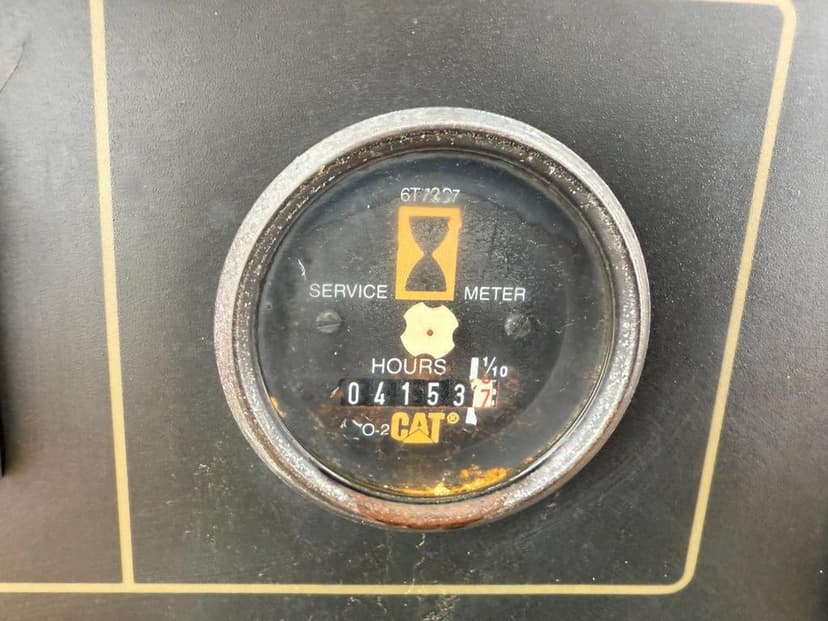 SERVICE METER
HOURS 1/10
041537
CAT®